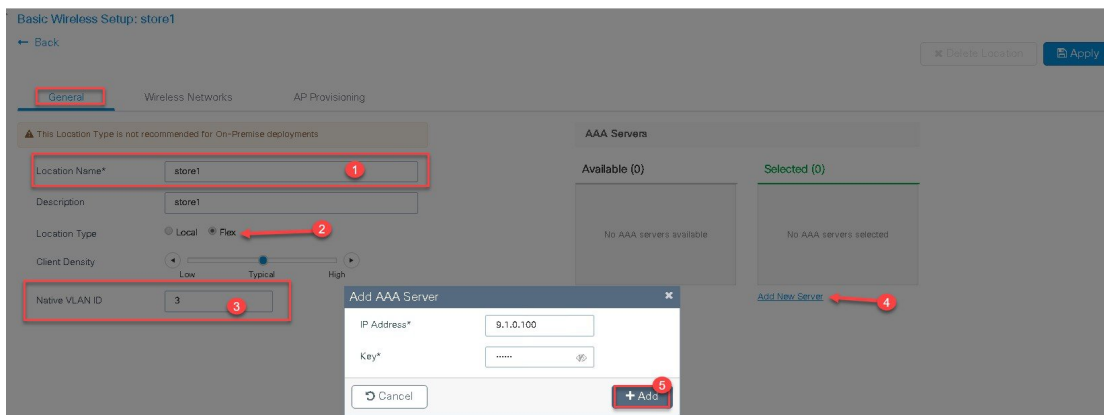 Basic Wireless Setup: store1
← Back
✖ Delete Location
Apply
General
Wireless Networks
AP Provisioning
This Location Type is not recommended for On-Premise deployments
Location Name*
store1
1
Description
store1
Location Type
Local
Flex
2
Client Density
Low
Typical
High
Native VLAN ID
3
3
AAA Servers
Available (0)
Selected (0)
No AAA servers available
No AAA servers selected
Add New Server
4
Add AAA Server
✖
IP Address*
9.1.0.100
Key*
······
Cancel
+ Add
5